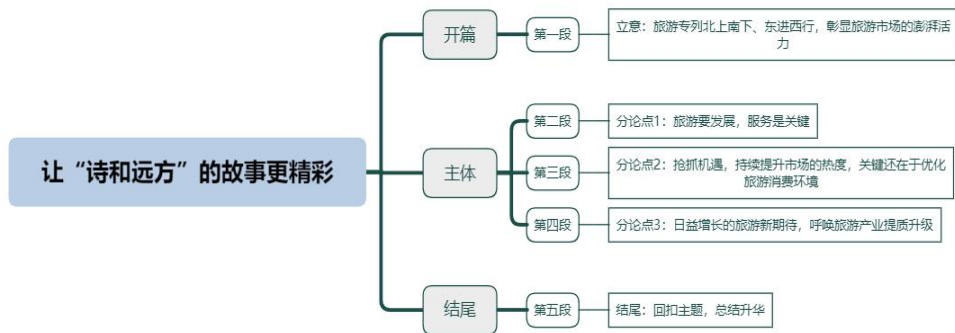 让“诗和远方”的故事更精彩
开篇
第一段
立意：旅游专列北上南下、东进西行，彰显旅游市场的澎湃活
力
主体
第二段
分论点1：旅游要发展，服务是关键
第三段
分论点2：抢抓机遇，持续提升市场的热度，关键还在于优化
旅游消费环境
第四段
分论点3：日益增长的旅游新期待，呼唤旅游产业提质升级
结尾
第五段
结尾：回扣主题，总结升华